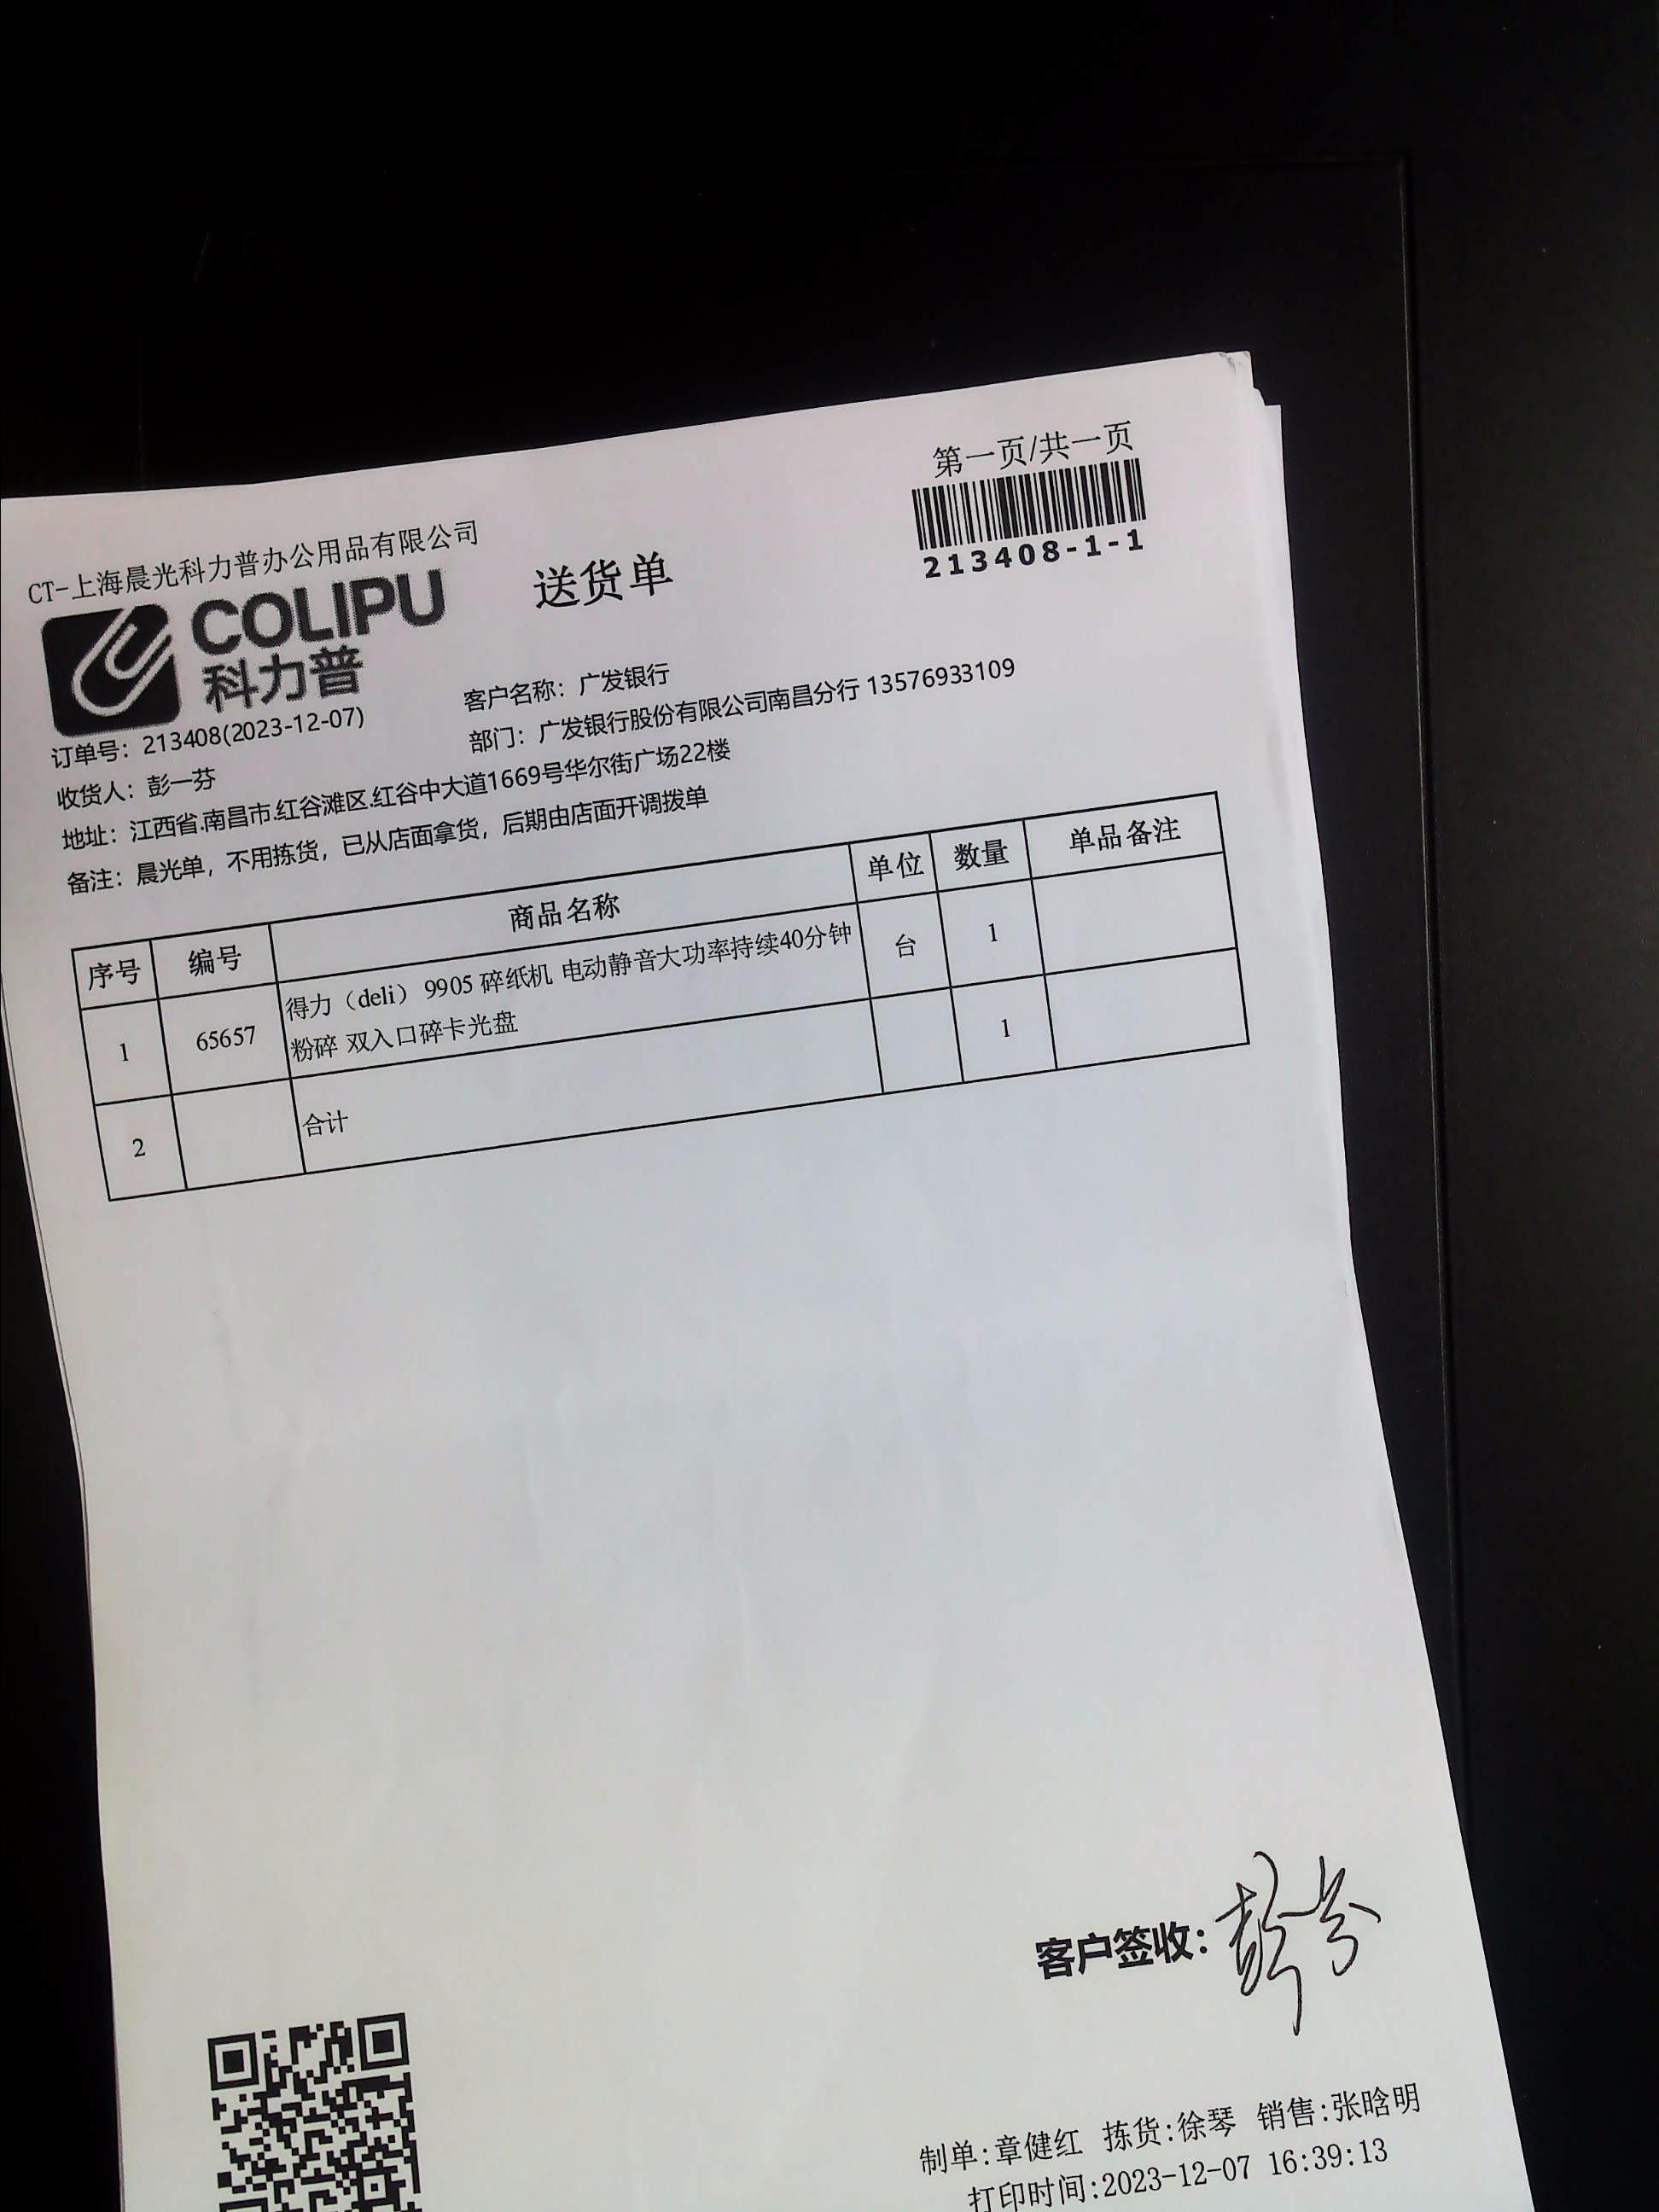 第一页/共一页
213408-1-1
CT-上海晨光科力普办公用品有限公司
COLIPU
科力普
送货单
订单号：213408(2023-12-07)
客户名称：广发银行
收货人：彭一芬
部门：广发银行股份有限公司南昌分行 13576933109
地址：江西省.南昌市.红谷滩区.红谷中大道1669号华尔街广场22楼
备注：晨光单，不用拣货，已从店面拿货，后期由店面开调拨单
序号 编号 商品名称 单位 数量 单品备注
1 65657 得力（deli） 9905 碎纸机 电动静音大功率持续40分钟 台 1
粉碎 双入口碎卡光盘
2 合计 1
客户签收：
制单:章健红 拣货:徐琴 销售:张晗明
打印时间:2023-12-07 16:39:13